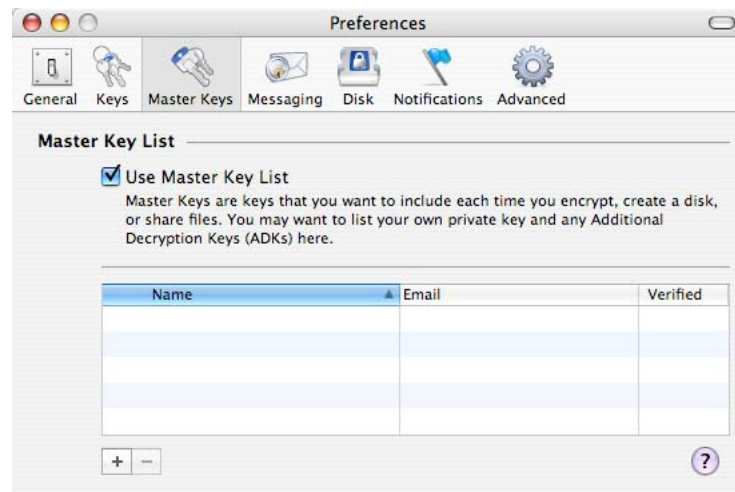 Preferences
General Keys Master Keys Messaging Disk Notifications Advanced
Master Key List
Use Master Key List
Master Keys are keys that you want to include each time you encrypt, create a disk,
or share files. You may want to list your own private key and any Additional
Decryption Keys (ADKs) here.
Name Email Verified
+ −
?